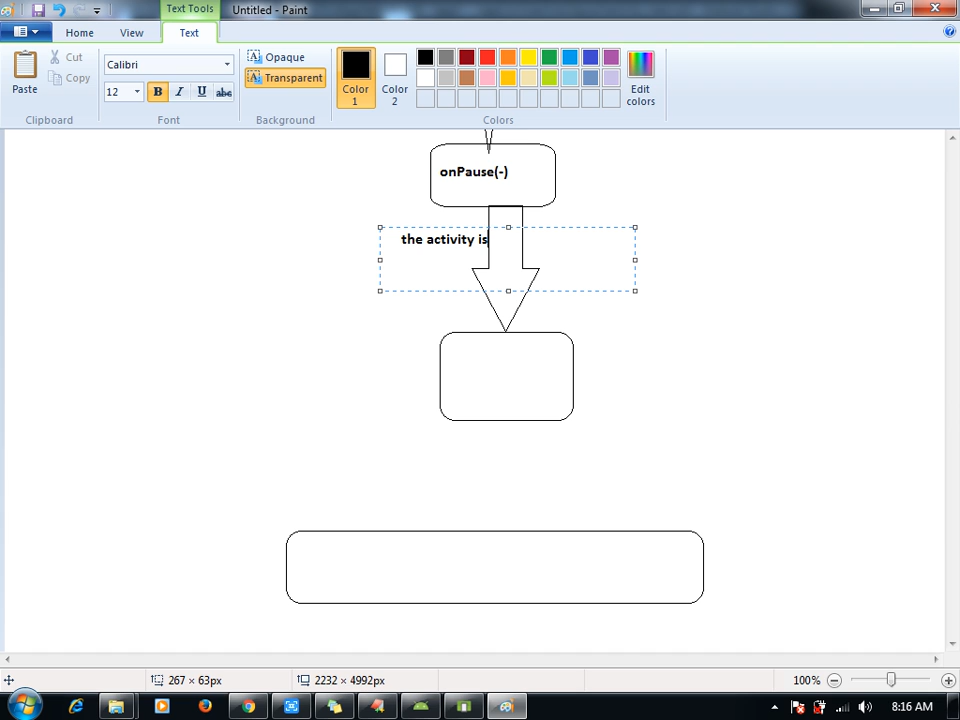 Text Tools
Untitled - Paint
Home
View
Text
Paste
Cut
Copy
Clipboard
Calibri
12
B
I
U
abc
Font
A
Opaque
A
Transparent
Background
Color
1
Color
2
Edit
colors
Colors
onPause(-)
the activity is
267 × 63px
2232 × 4992px
100%
8:16 AM